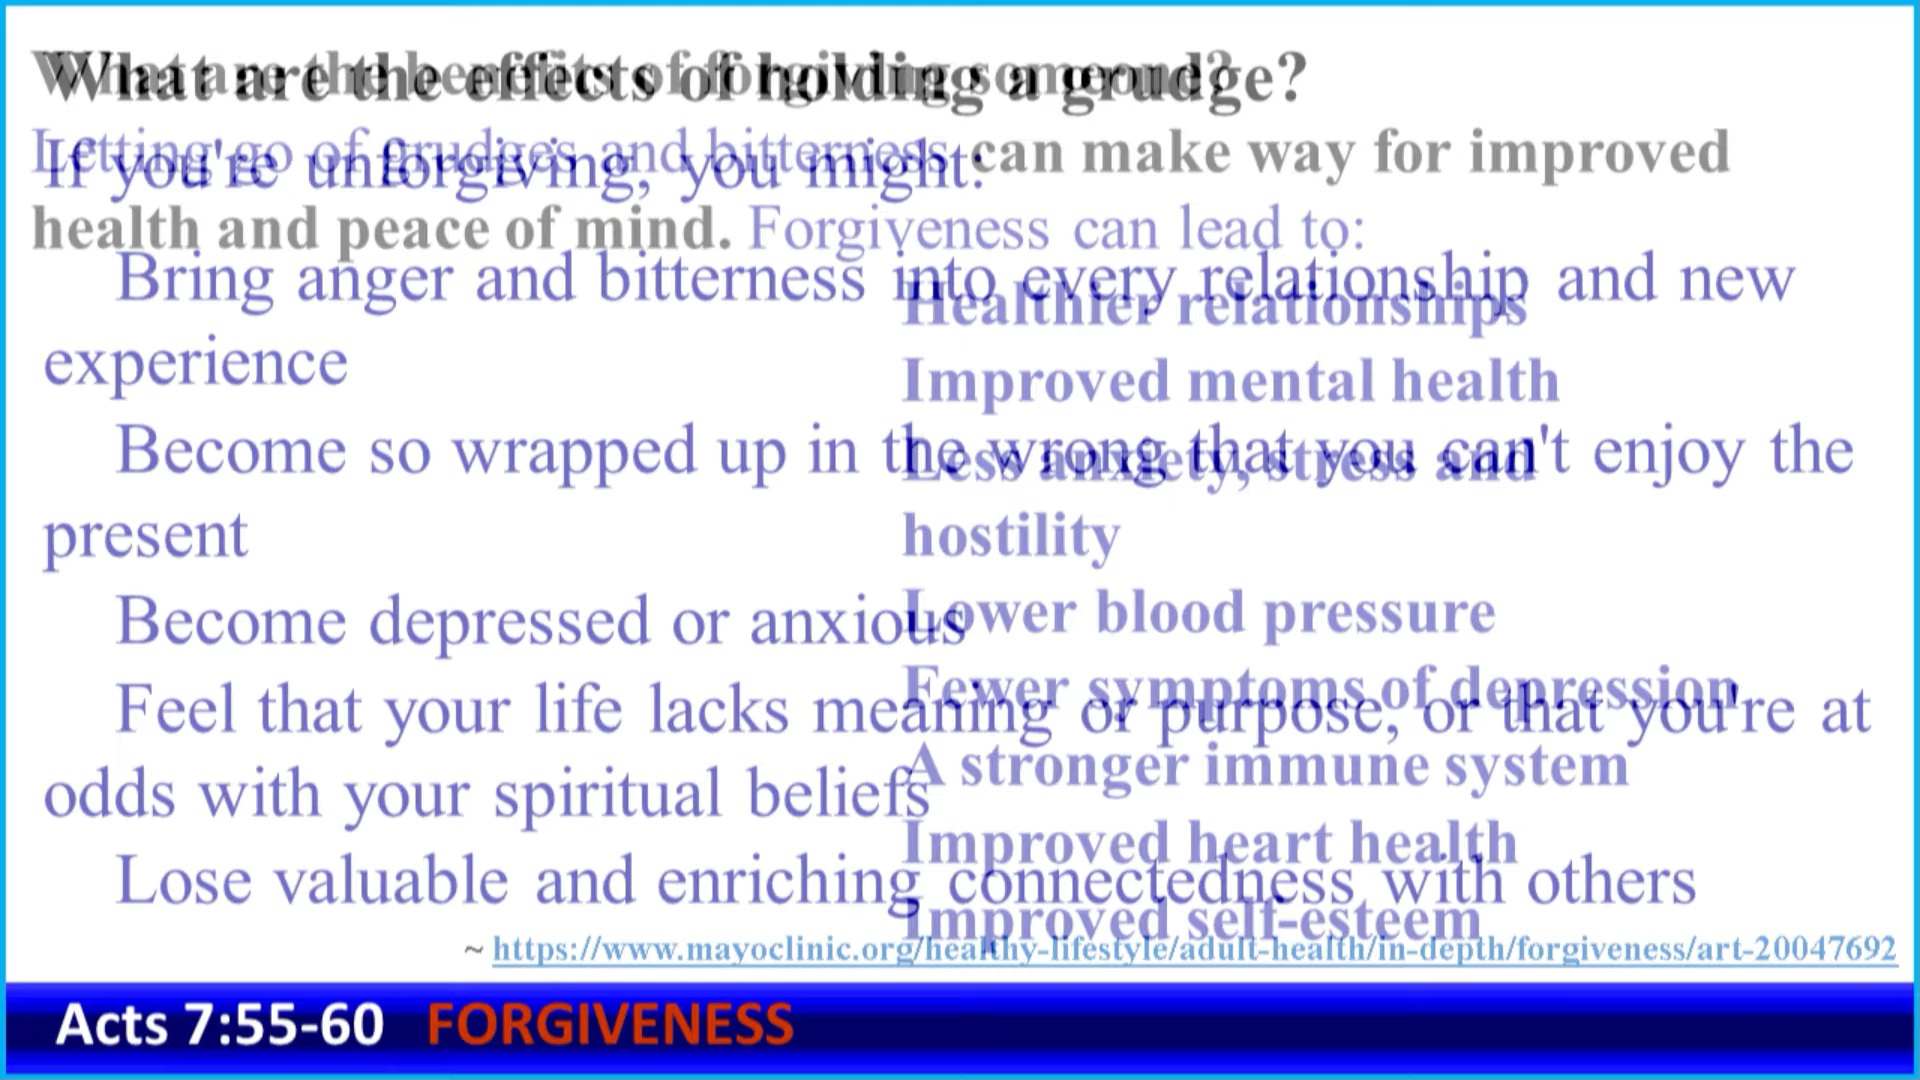 What are the benefits of forgiving someone?
Letting go of grudges and bitterness can make way for improved
health and peace of mind. Forgiveness can lead to:
Healthier relationships
Improved mental health
Less anxiety, stress and
hostility
Lower blood pressure
Fewer symptoms of depression
A stronger immune system
Improved heart health
Improved self-esteem
What are the effects of holding a grudge?
If you're unforgiving, you might:
Bring anger and bitterness into every relationship and new
experience
Become so wrapped up in the wrong that you can't enjoy the
present
Become depressed or anxious
Feel that your life lacks meaning or purpose, or that you're at
odds with your spiritual beliefs
Lose valuable and enriching connectedness with others
~ https://www.mayoclinic.org/healthy-lifestyle/adult-health/in-depth/forgiveness/art-20047692
Acts 7:55-60 FORGIVENESS